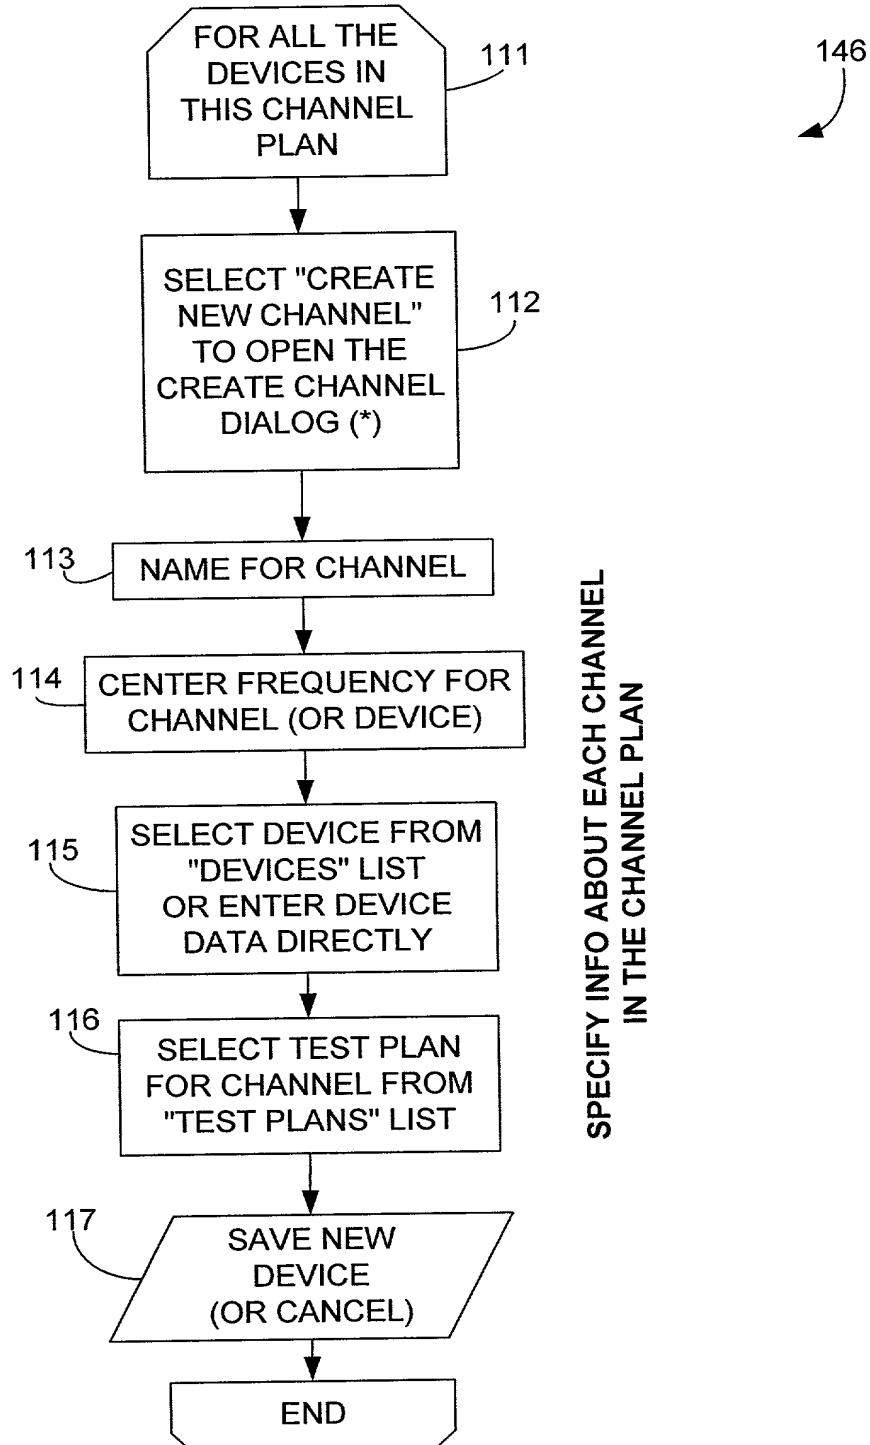 FOR ALL THE
DEVICES IN
THIS CHANNEL
PLAN
111
146
SELECT "CREATE
NEW CHANNEL"
TO OPEN THE
CREATE CHANNEL
DIALOG (*)
112
113
NAME FOR CHANNEL
114
CENTER FREQUENCY FOR
CHANNEL (OR DEVICE)
115
SELECT DEVICE FROM
"DEVICES" LIST
OR ENTER DEVICE
DATA DIRECTLY
116
SELECT TEST PLAN
FOR CHANNEL FROM
"TEST PLANS" LIST
117
SAVE NEW
DEVICE
(OR CANCEL)
END
SPECIFY INFO ABOUT EACH CHANNEL
IN THE CHANNEL PLAN